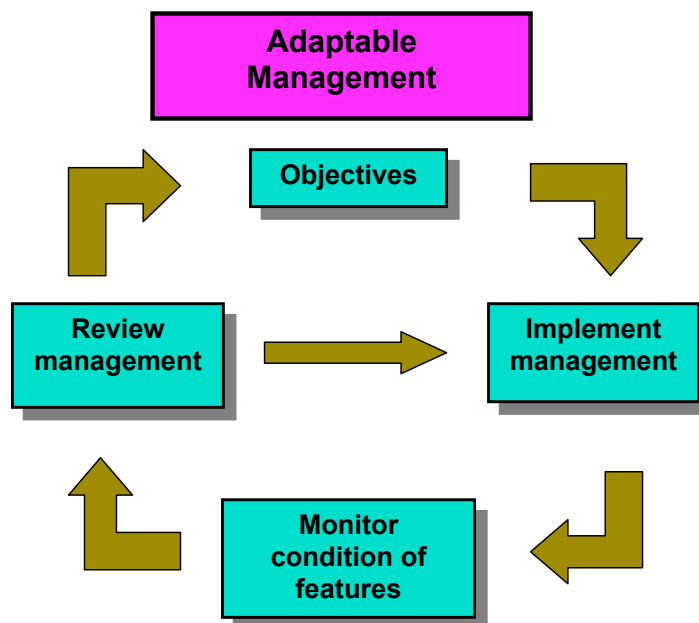 Adaptable
Management
Objectives
Review
management
Implement
management
Monitor
condition of
features